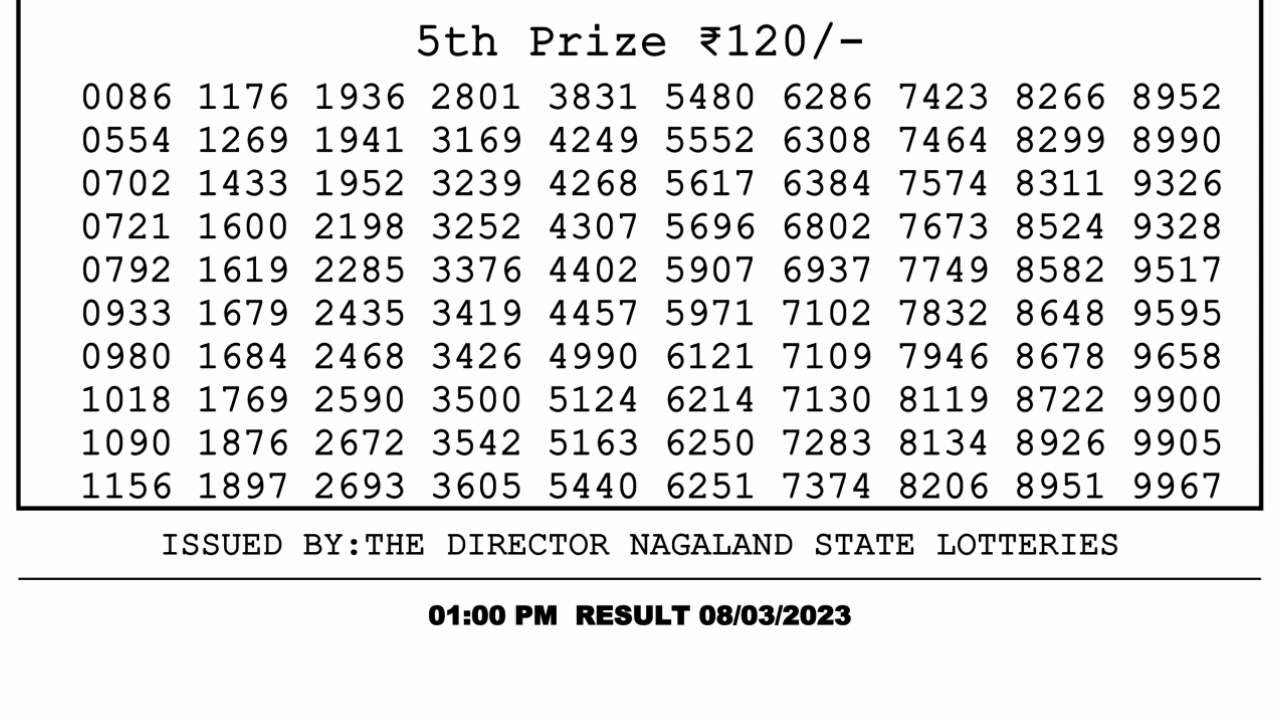 5th Prize ₹120/-
0086 1176 1936 2801 3831 5480 6286 7423 8266 8952
0554 1269 1941 3169 4249 5552 6308 7464 8299 8990
0702 1433 1952 3239 4268 5617 6384 7574 8311 9326
0721 1600 2198 3252 4307 5696 6802 7673 8524 9328
0792 1619 2285 3376 4402 5907 6937 7749 8582 9517
0933 1679 2435 3419 4457 5971 7102 7832 8648 9595
0980 1684 2468 3426 4990 6121 7109 7946 8678 9658
1018 1769 2590 3500 5124 6214 7130 8119 8722 9900
1090 1876 2672 3542 5163 6250 7283 8134 8926 9905
1156 1897 2693 3605 5440 6251 7374 8206 8951 9967
ISSUED BY:THE DIRECTOR NAGALAND STATE LOTTERIES
01:00 PM RESULT 08/03/2023